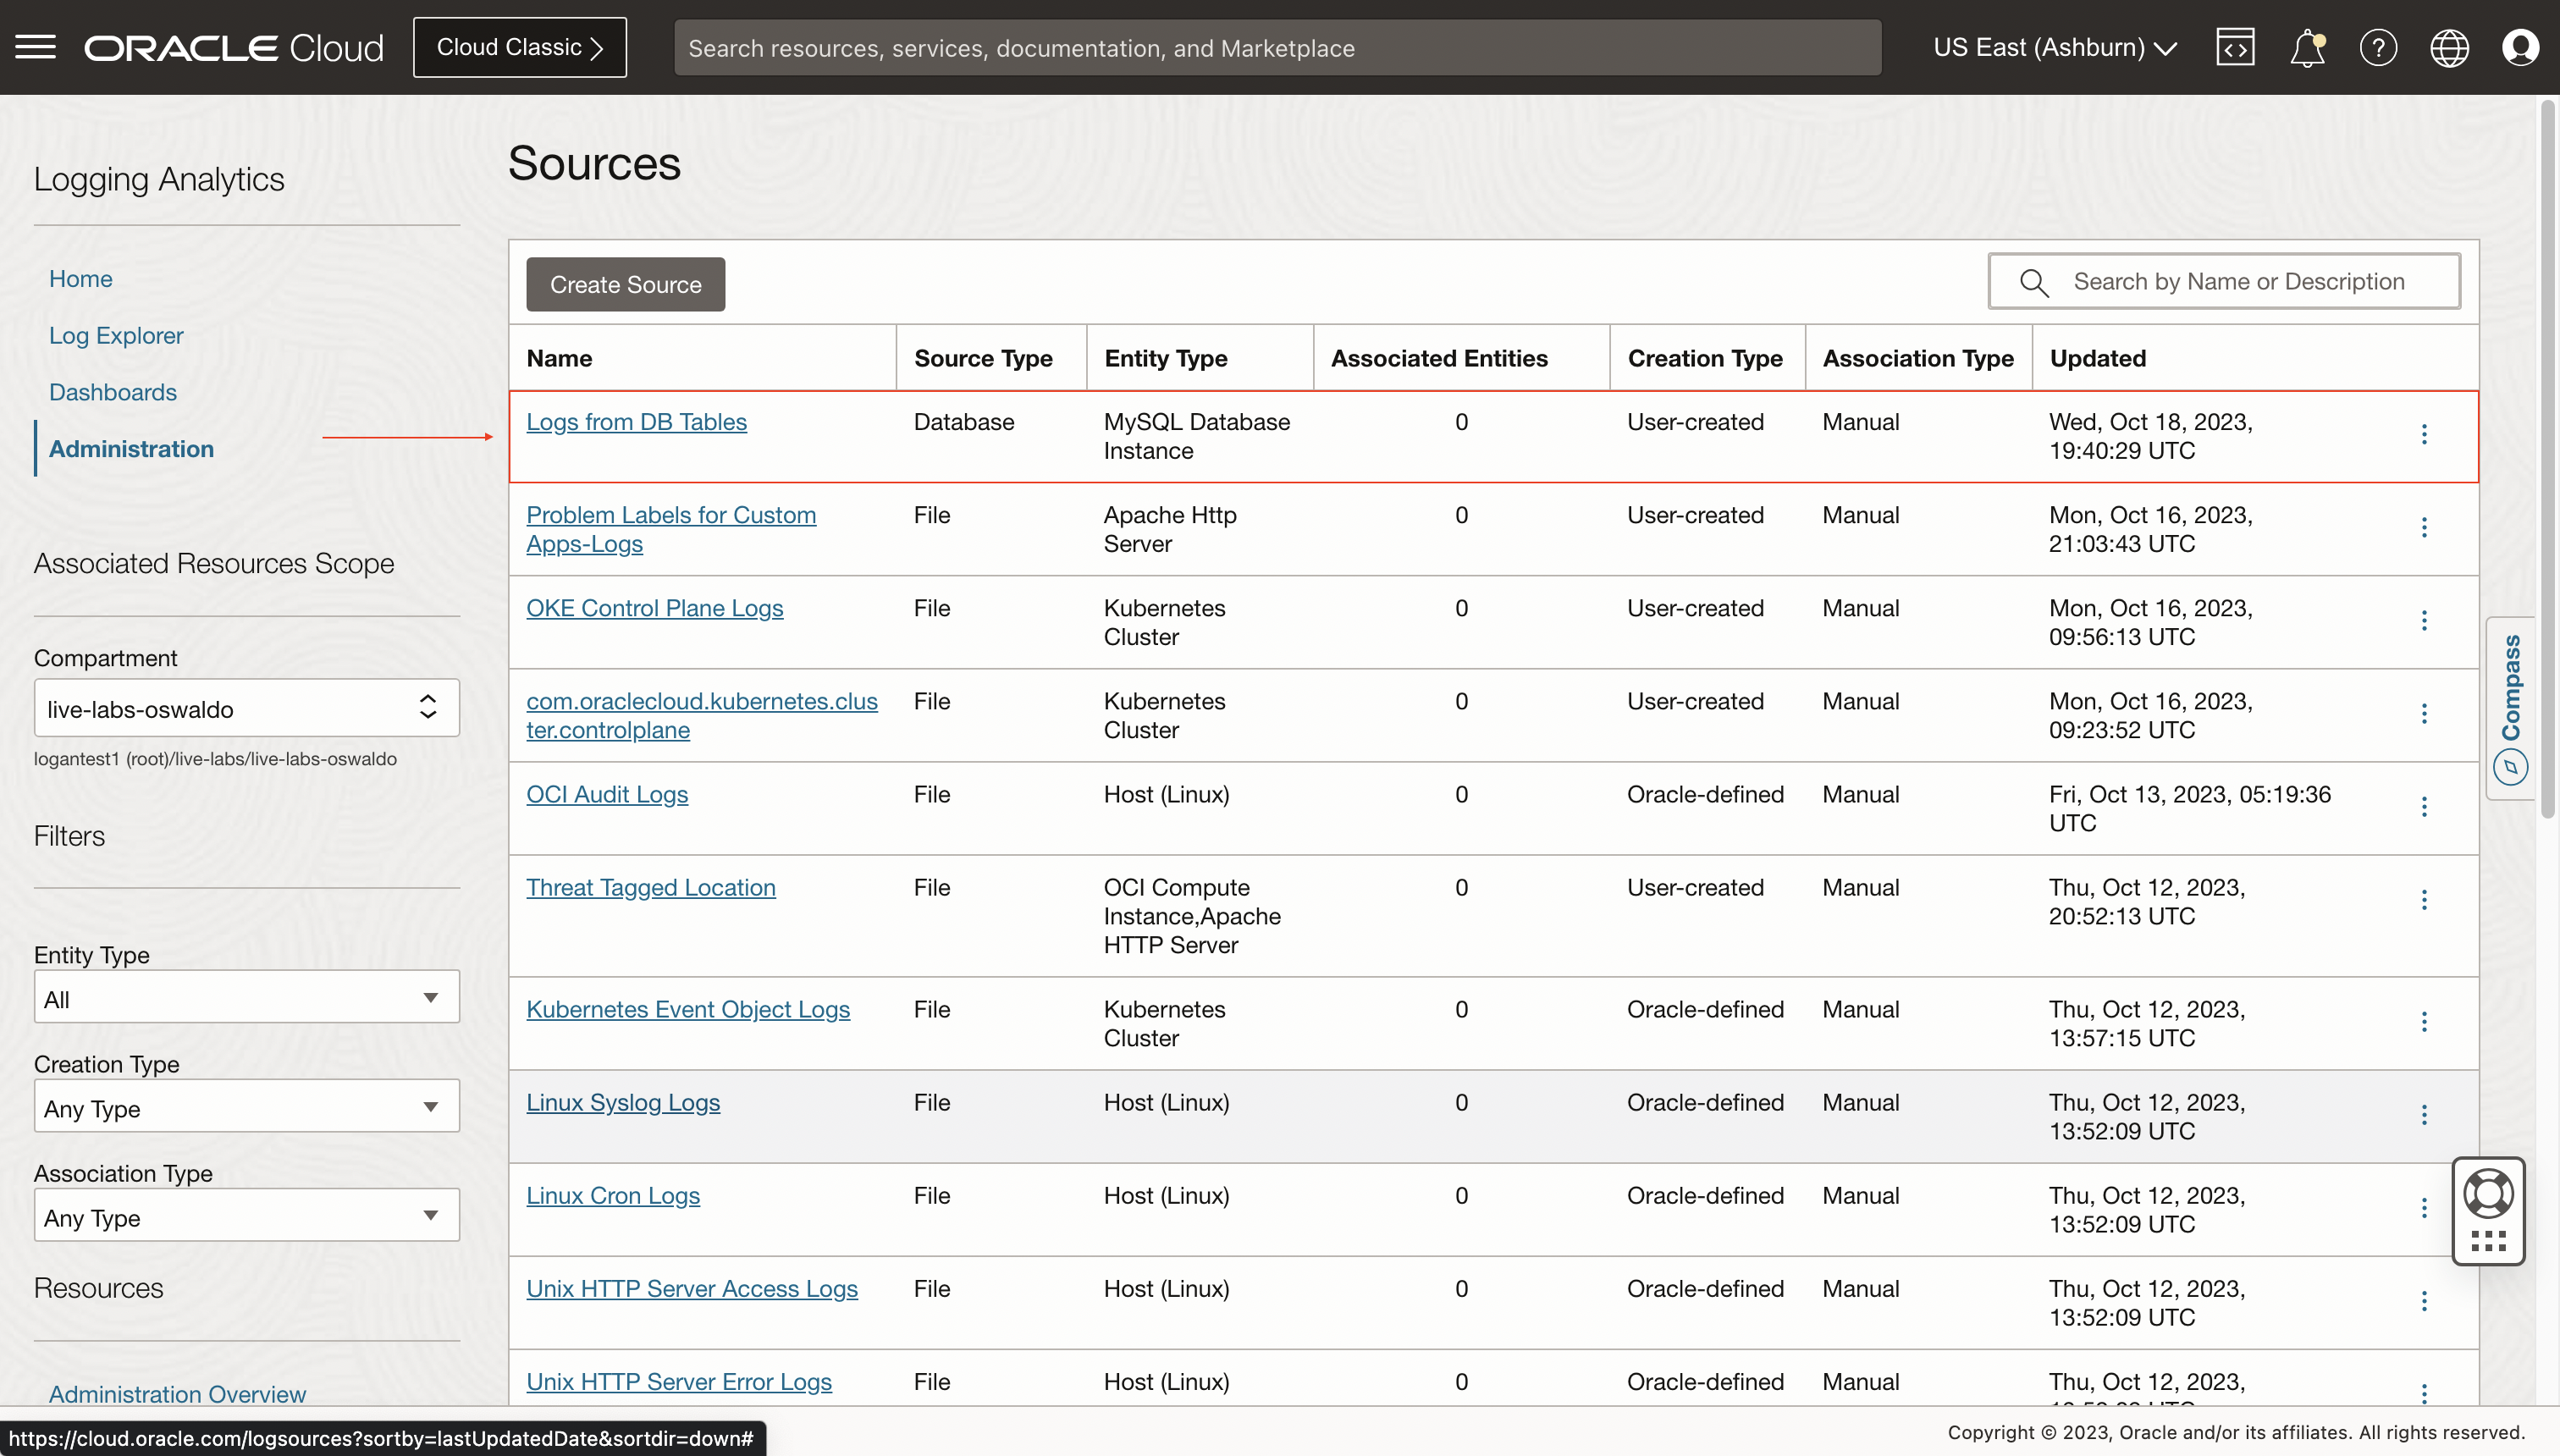 ORACLE Cloud
Cloud Classic
Search resources, services, documentation, and Marketplace
US East (Ashburn)
Logging Analytics
Home
Log Explorer
Dashboards
Administration
Associated Resources Scope
Compartment
live-labs-oswaldo
logantest1 (root)/live-labs/live-labs-oswaldo
Filters
Entity Type
All
Creation Type
Any Type
Association Type
Any Type
Resources
Administration Overview
Sources
Create Source
Search by Name or Description
Name Source Type Entity Type Associated Entities Creation Type Association Type Updated
Logs from DB Tables Database MySQL Database 0 User-created Manual Wed, Oct 18, 2023,
Instance 19:40:29 UTC
Problem Labels for Custom File Apache Http 0 User-created Manual Mon, Oct 16, 2023,
Apps-Logs Server 21:03:43 UTC
OKE Control Plane Logs File Kubernetes 0 User-created Manual Mon, Oct 16, 2023,
Cluster 09:56:13 UTC
com.oraclecloud.kubernetes.clus File Kubernetes 0 User-created Manual Mon, Oct 16, 2023,
ter.controlplane Cluster 09:23:52 UTC
OCI Audit Logs File Host (Linux) 0 Oracle-defined Manual Fri, Oct 13, 2023, 05:19:36
UTC
Threat Tagged Location File OCI Compute 0 User-created Manual Thu, Oct 12, 2023,
Instance,Apache 20:52:13 UTC
HTTP Server
Kubernetes Event Object Logs File Kubernetes 0 Oracle-defined Manual Thu, Oct 12, 2023,
Cluster 13:57:15 UTC
Linux Syslog Logs File Host (Linux) 0 Oracle-defined Manual Thu, Oct 12, 2023,
13:52:09 UTC
Linux Cron Logs File Host (Linux) 0 Oracle-defined Manual Thu, Oct 12, 2023,
13:52:09 UTC
Unix HTTP Server Access Logs File Host (Linux) 0 Oracle-defined Manual Thu, Oct 12, 2023,
13:52:09 UTC
Unix HTTP Server Error Logs File Host (Linux) 0 Oracle-defined Manual Thu, Oct 12, 2023,
Compass
https://cloud.oracle.com/logsources?sortby=lastUpdatedDate&sortdir=down#
Copyright © 2023, Oracle and/or its affiliates. All rights reserved.